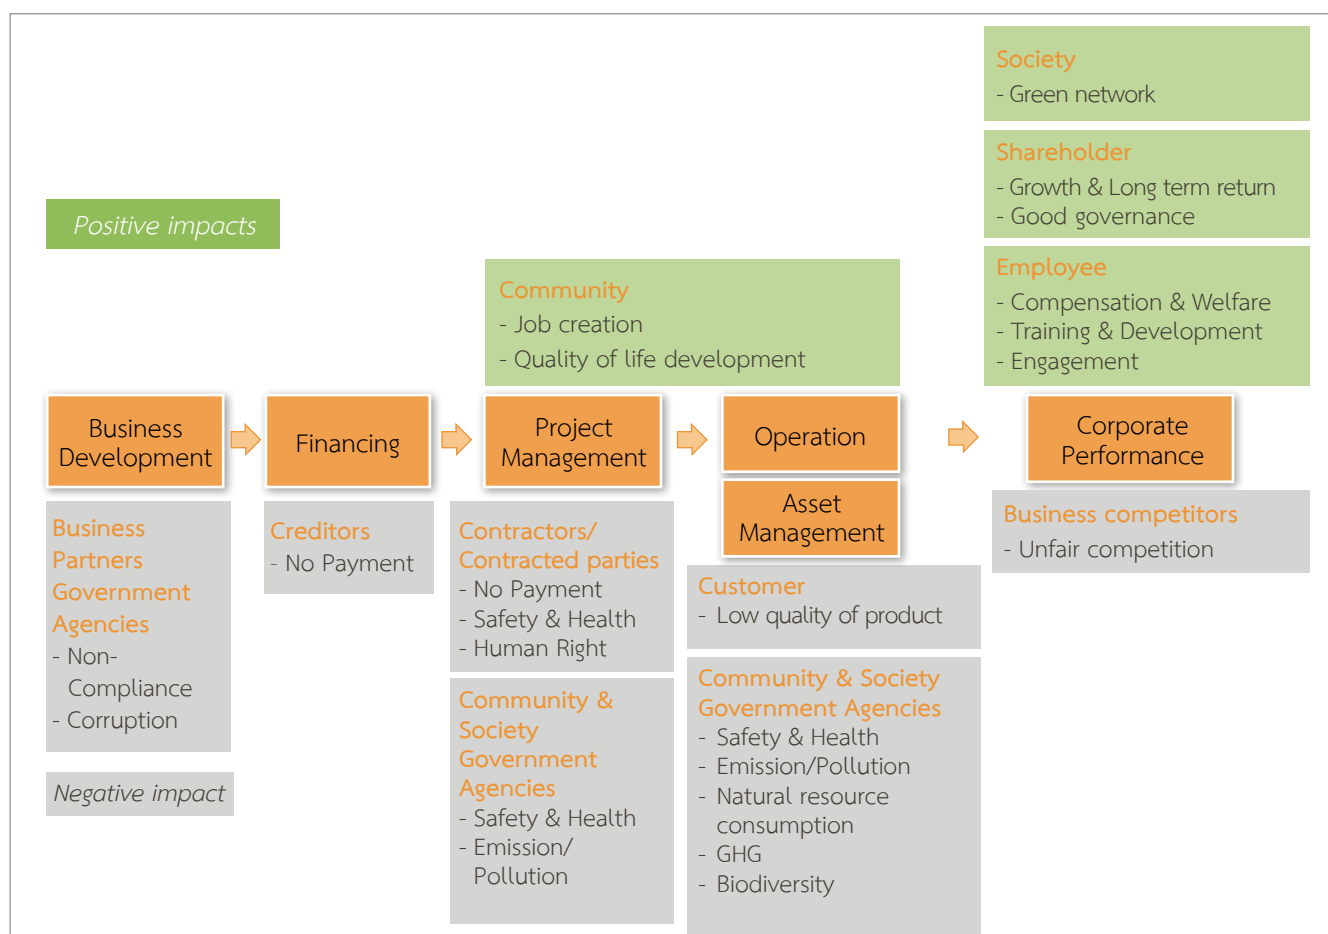 Society
- Green network
Shareholder
- Growth & Long term return
- Good governance
Positive impacts
Employee
- Compensation & Welfare
- Training & Development
- Engagement
Community
- Job creation
- Quality of life development
Business
Development
Financing
Project
Management
Operation
Asset
Management
Corporate
Performance
Business
Partners
Government
Agencies
- Non-
Compliance
- Corruption
Creditors
- No Payment
Contractors/
Contracted parties
- No Payment
- Safety & Health
- Human Right
Community &
Society
Government
Agencies
- Safety & Health
- Emission/
Pollution
Customer
- Low quality of product
Community & Society
Government Agencies
- Safety & Health
- Emission/Pollution
- Natural resource
consumption
- GHG
- Biodiversity
Business competitors
- Unfair competition
Negative impact